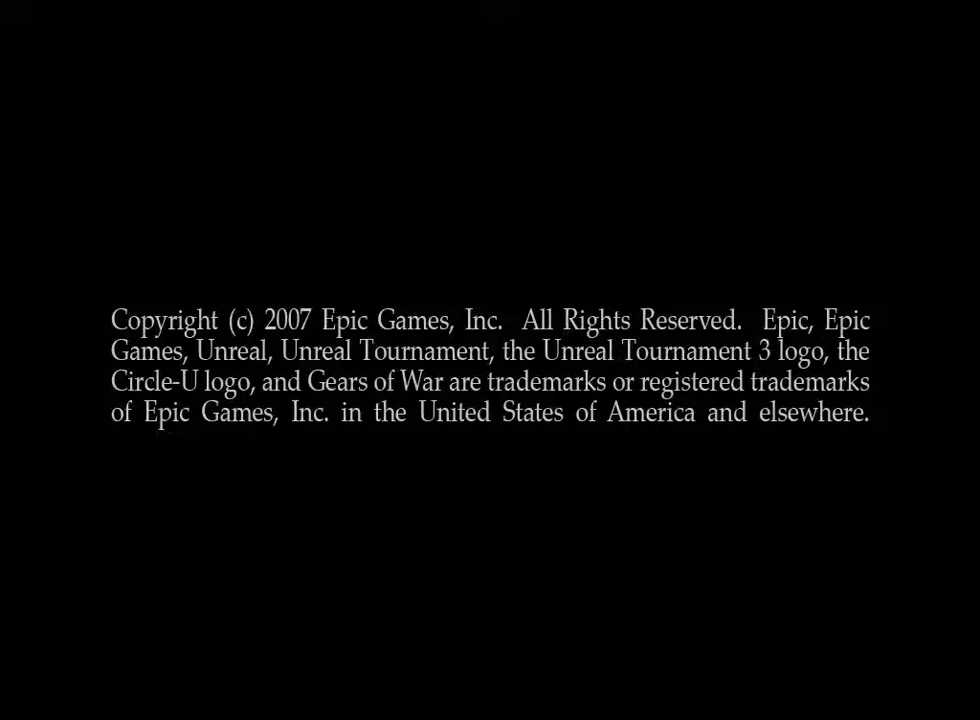 Copyright (c) 2007 Epic Games, Inc. All Rights Reserved. Epic, Epic
Games, Unreal, Unreal Tournament, the Unreal Tournament 3 logo, the
Circle-U logo, and Gears of War are trademarks or registered trademarks
of Epic Games, Inc. in the United States of America and elsewhere.